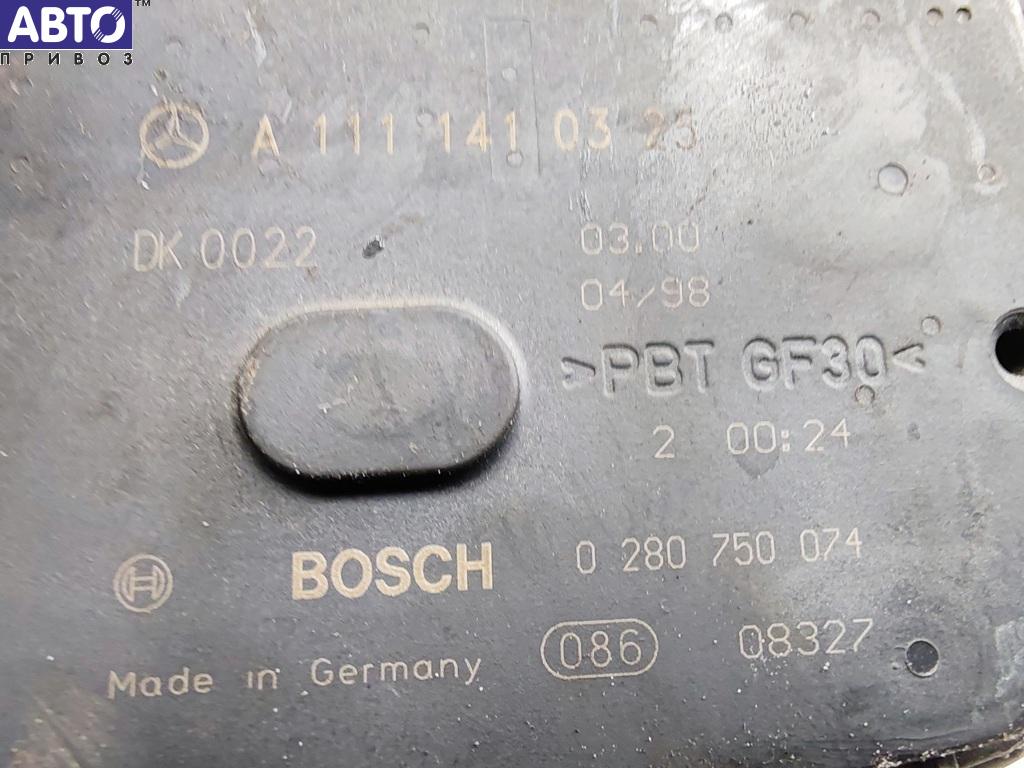 АВТО™
ПРИВОЗ
A 111 141 03 25
DK 0022
03.00
04/98
>PBT GF30<
2 00:24
BOSCH 0 280 750 074
086 08327
Made in Germany